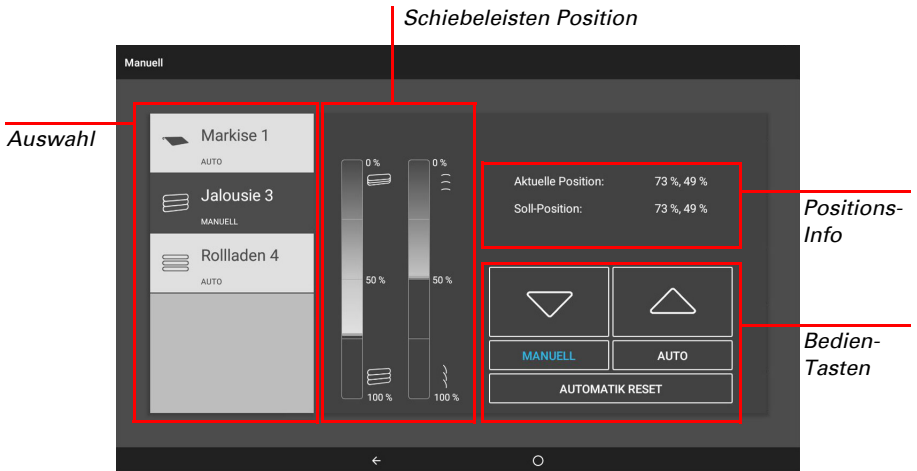 Schiebeleisten Position
Manuell
Auswahl
Markise 1
AUTO
Jalousie 3
MANUELL
Rollladen 4
AUTO
0 % 0 %
50 % 50 %
100 % 100 %
Aktuelle Position: 73 %, 49 %
Soll-Position: 73 %, 49 %
Positions-
Info
MANUELL AUTO
AUTOMATIK RESET
Bedien-
Tasten